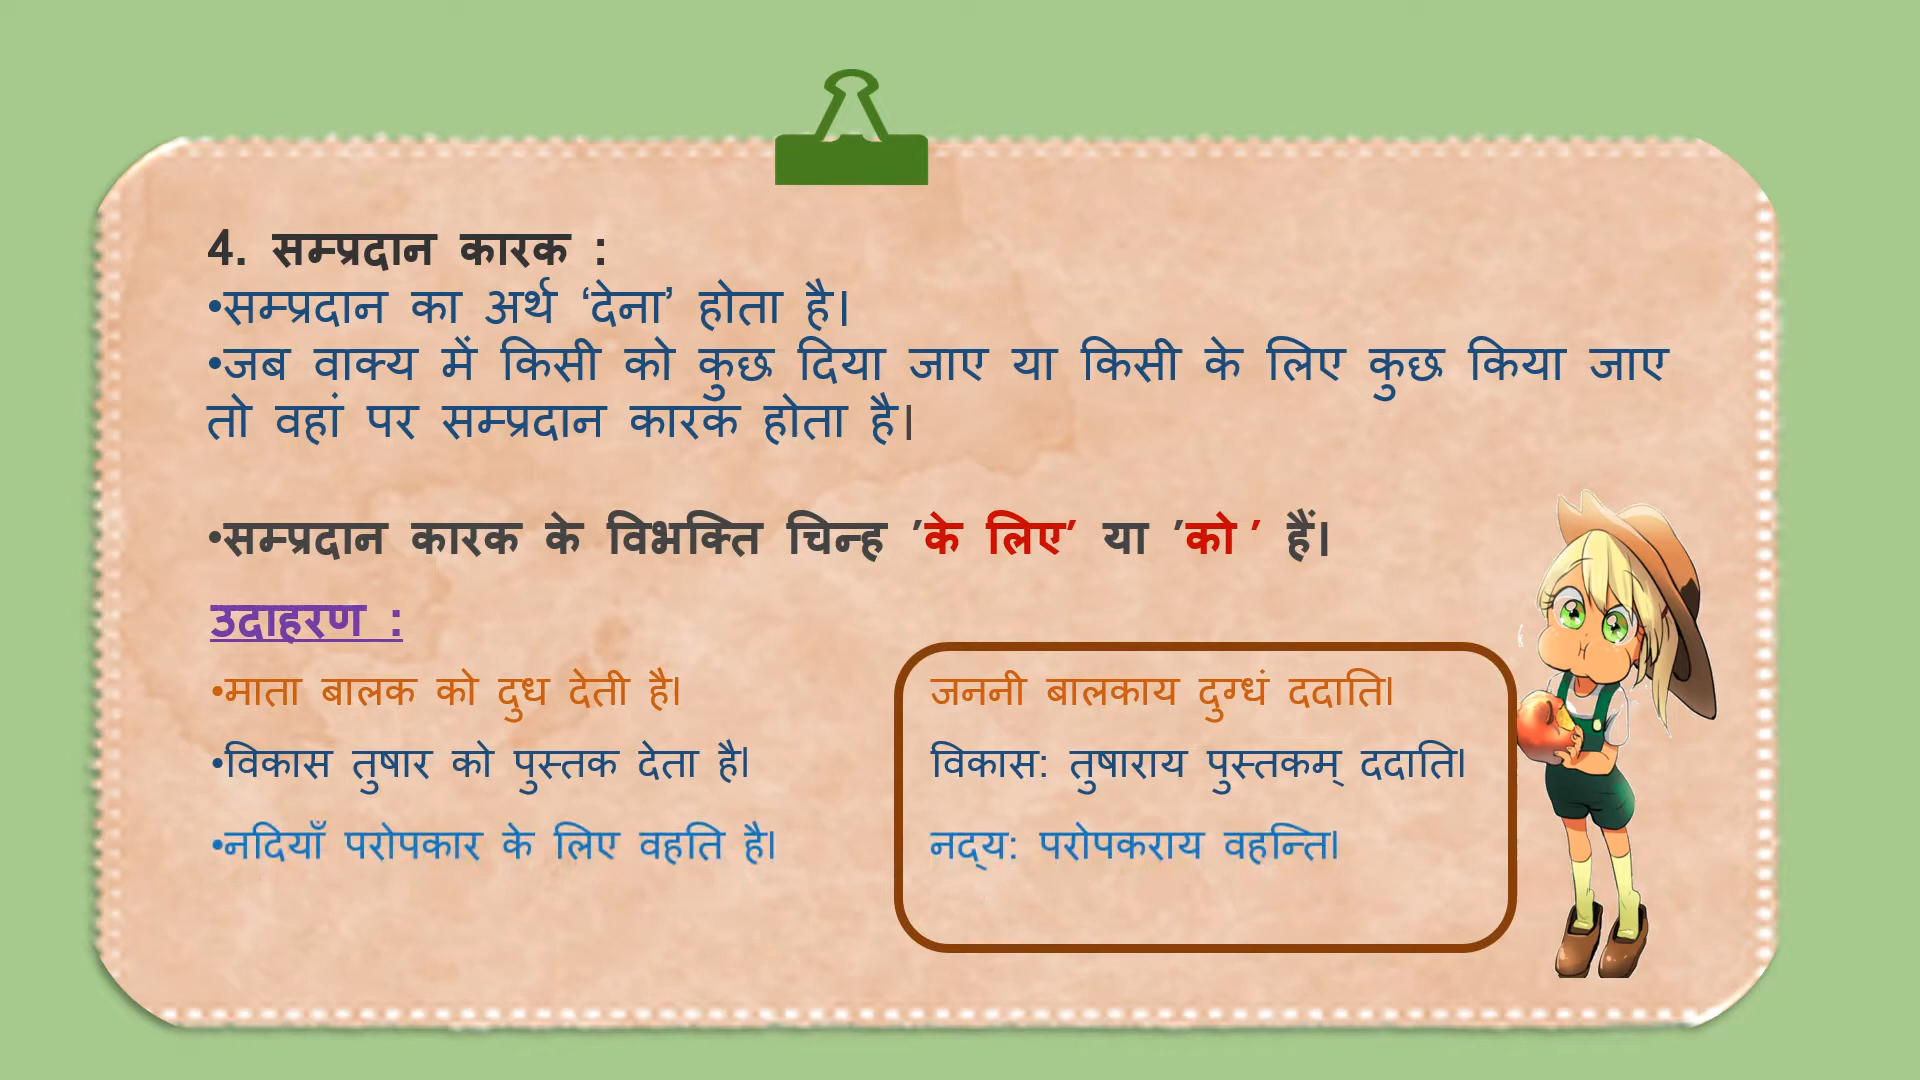 4. सम्प्रदान कारक :
•सम्प्रदान का अर्थ ‘देना’ होता है।
•जब वाक्य में किसी को कुछ दिया जाए या किसी के लिए कुछ किया जाए
तो वहां पर सम्प्रदान कारक होता है।
•सम्प्रदान कारक के विभक्ति चिन्ह ’के लिए’ या ’को ’ हैं।
उदाहरण :
•माता बालक को दुध देती है।
•विकास तुषार को पुस्तक देता है।
•नदियाँ परोपकार के लिए वहति है।
जननी बालकाय दुग्धं ददाति।
विकास: तुषाराय पुस्तकम् ददाति।
नद्य: परोपकराय वहन्ति।